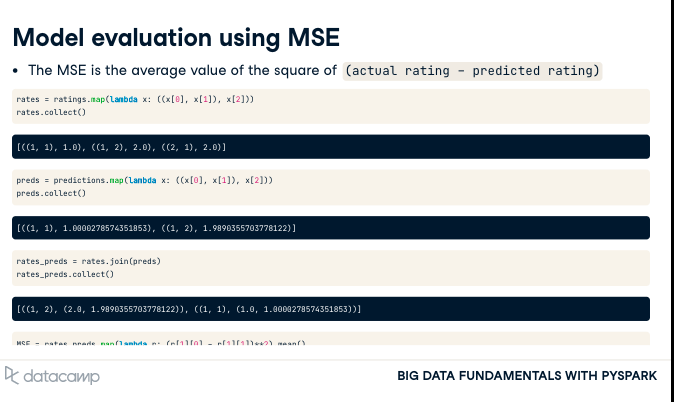 Model evaluation using MSE
• The MSE is the average value of the square of (actual rating - predicted rating)
rates = ratings.map(lambda x: ((x[0], x[1]), x[2]))
rates.collect()
[((1, 1), 1.0), ((1, 2), 2.0), ((2, 1), 2.0)]
preds = predictions.map(lambda x: ((x[0], x[1]), x[2]))
preds.collect()
[((1, 1), 1.0000278574351853), ((1, 2), 1.9890355703778122)]
rates_preds = rates.join(preds)
rates_preds.collect()
[((1, 2), (2.0, 1.9890355703778122)), ((1, 1), (1.0, 1.0000278574351853))]
MSE = rates_preds.map(lambda r: (r[1][0] - r[1][1])**2).mean()
datacamp
BIG DATA FUNDAMENTALS WITH PYSPARK